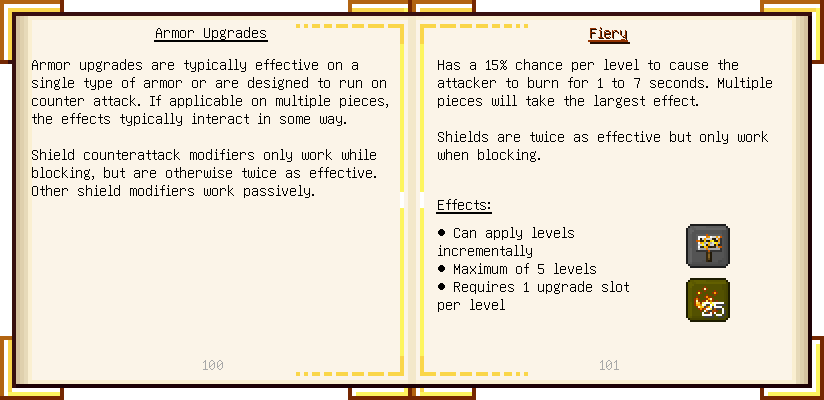 Armor Upgrades
Armor upgrades are typically effective on a
single type of armor or are designed to run on
counter attack. If applicable on multiple pieces,
the effects typically interact in some way.
Shield counterattack modifiers only work while
blocking, but are otherwise twice as effective.
Other shield modifiers work passively.
100
Fiery
Has a 15% chance per level to cause the
attacker to burn for 1 to 7 seconds. Multiple
pieces will take the largest effect.
Shields are twice as effective but only work
when blocking.
Effects:
• Can apply levels
incrementally
• Maximum of 5 levels
• Requires 1 upgrade slot
per level
25
101